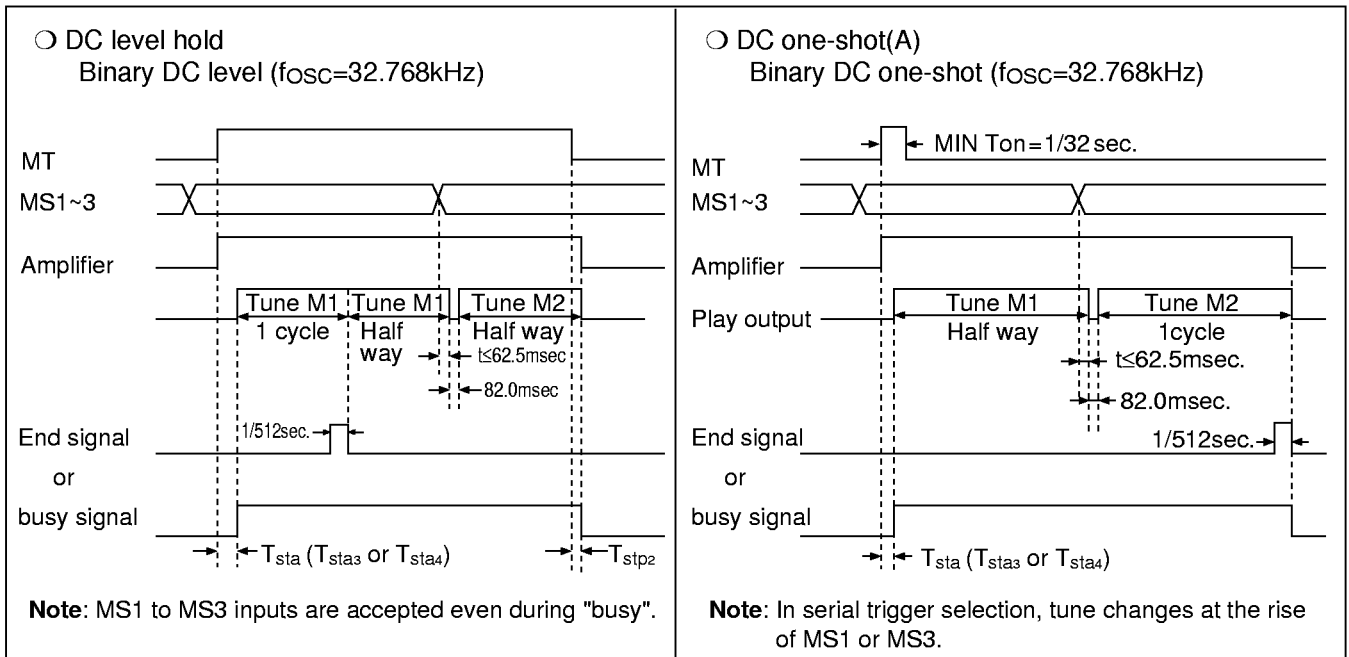 ❍ DC level hold
Binary DC level (fOSC=32.768kHz)
MT
MS1~3
Amplifier
Tune M1
Tune M1
Tune M2
1 cycle
Half
way
Half way
t≤62.5msec
82.0msec
End signal
1/512sec.
or
busy signal
Tsta (Tsta3 or Tsta4)
Tstp2
Note: MS1 to MS3 inputs are accepted even during "busy".
❍ DC one-shot(A)
Binary DC one-shot (fOSC=32.768kHz)
MIN Ton=1/32 sec.
MT
MS1~3
Amplifier
Tune M1
Tune M2
Play output
Half way
1cycle
t≤62.5msec.
82.0msec.
End signal
1/512sec.
or
busy signal
Tsta (Tsta3 or Tsta4)
Note: In serial trigger selection, tune changes at the rise
of MS1 or MS3.